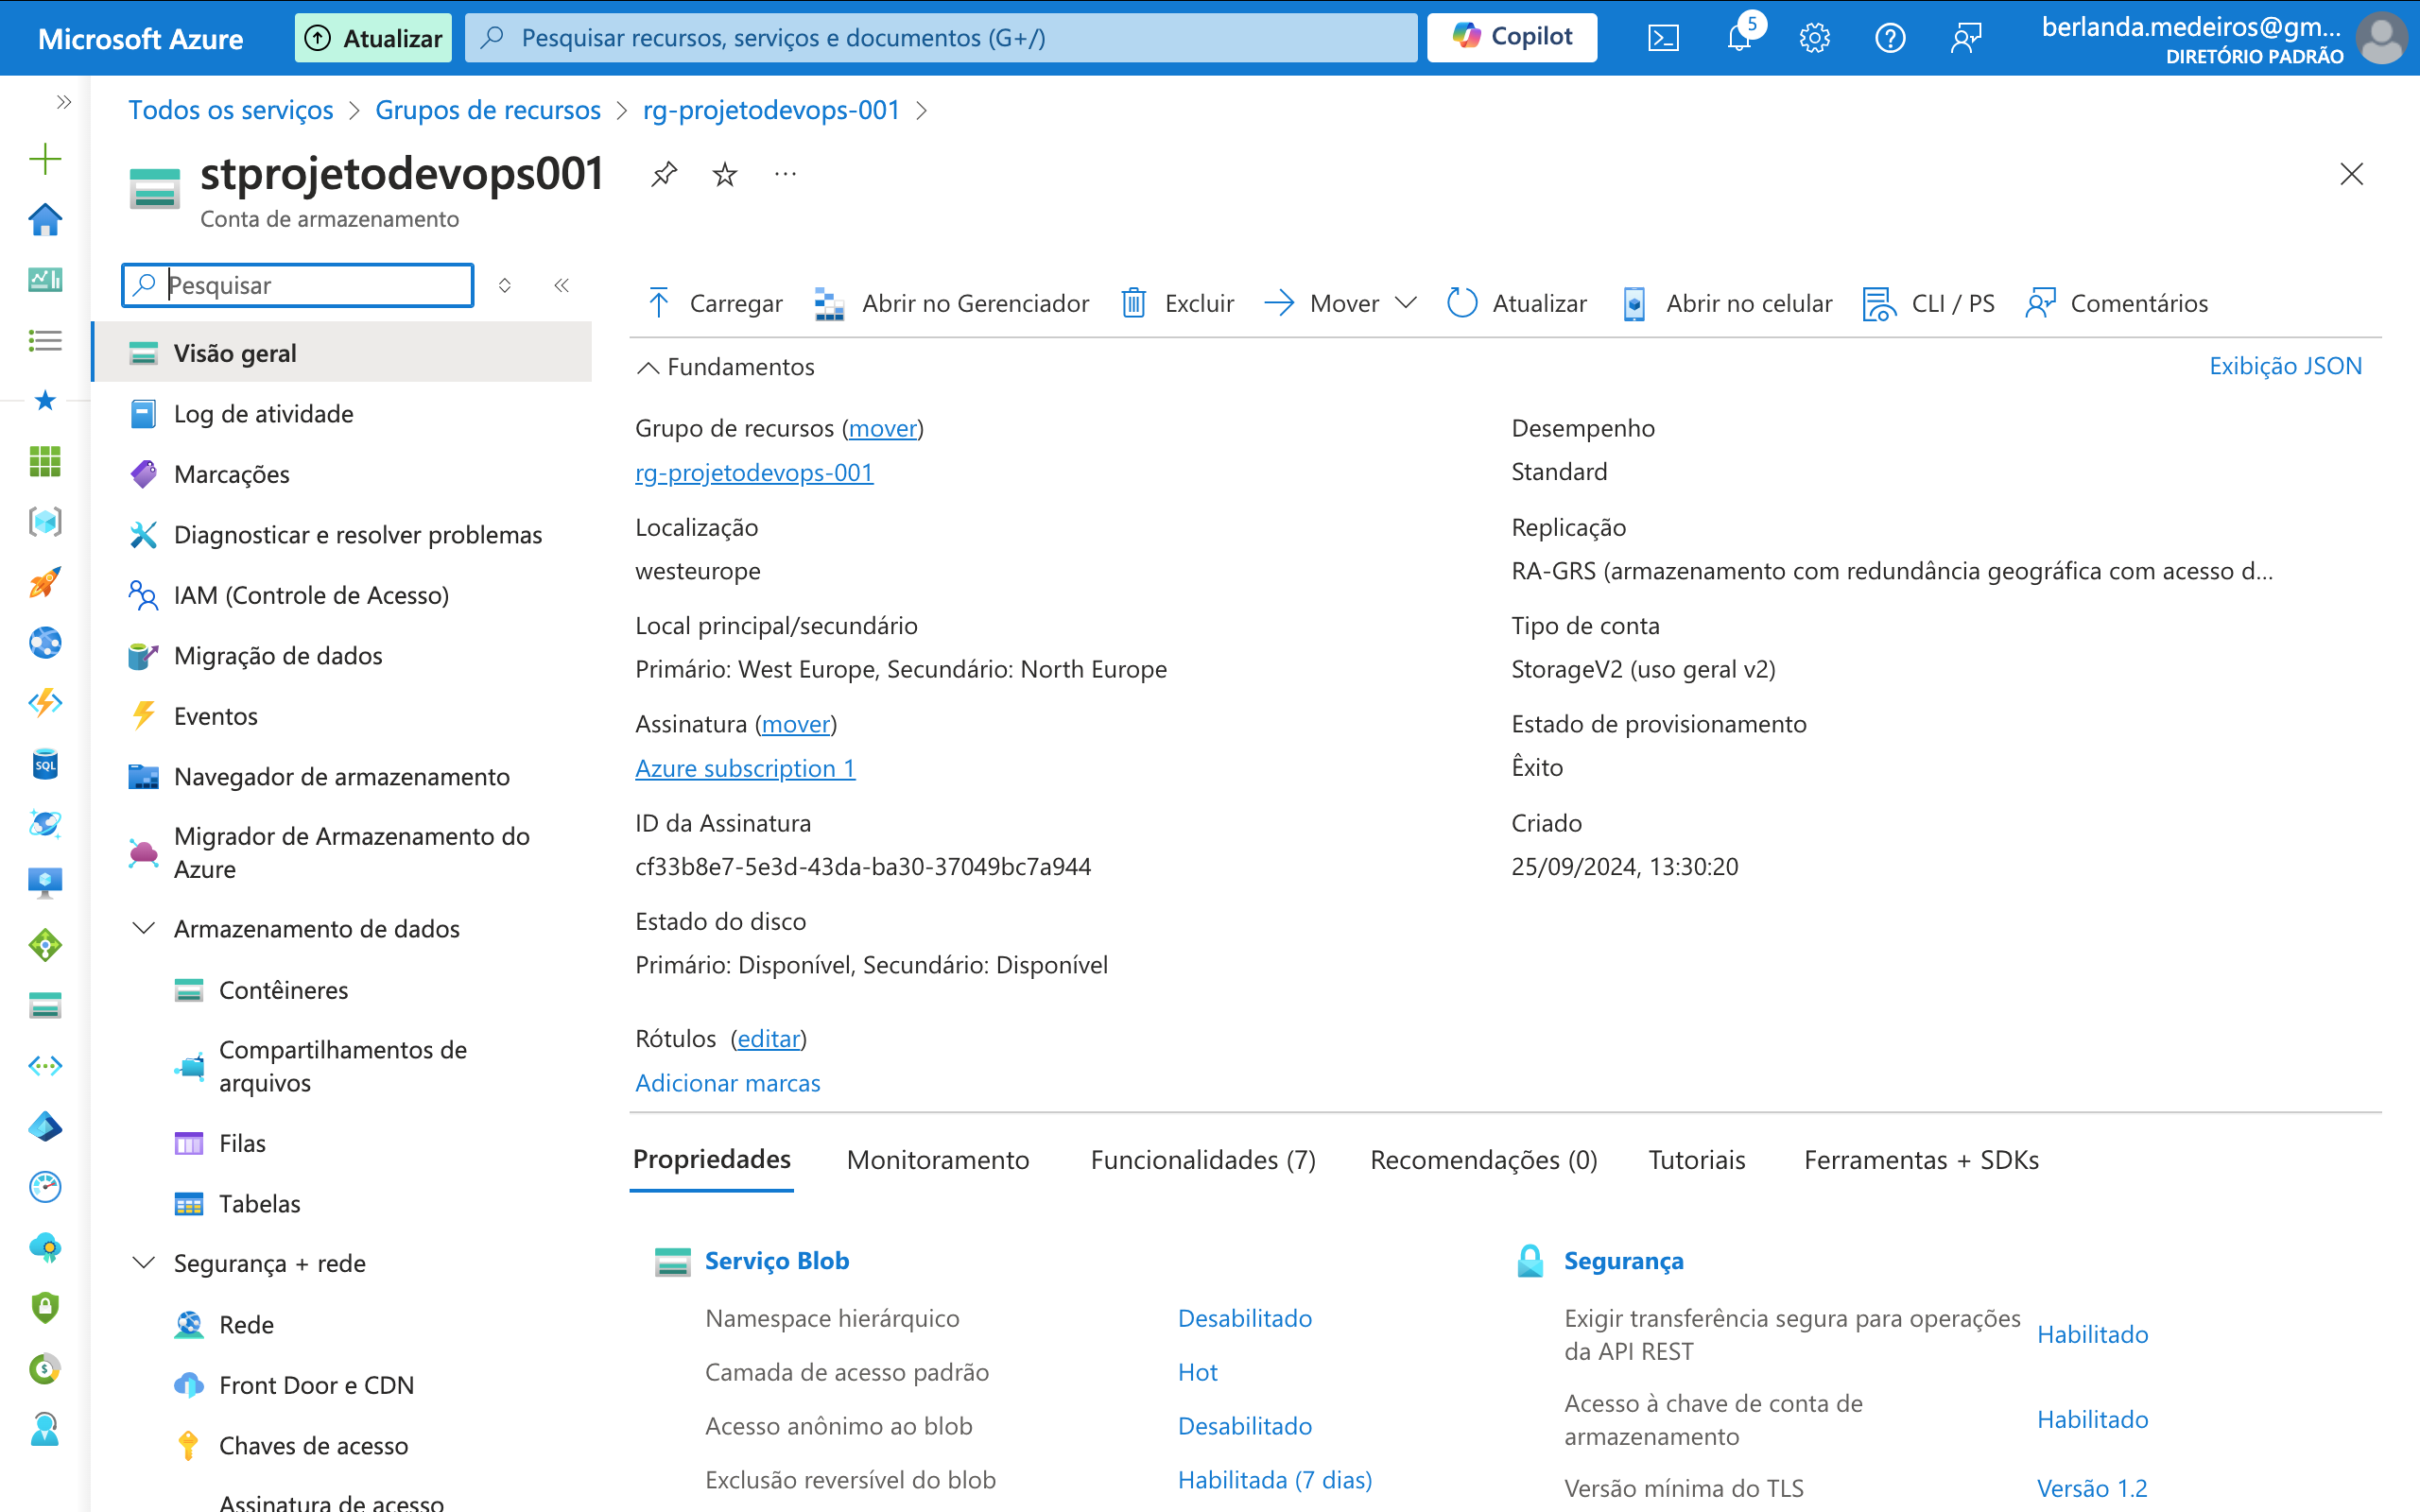 Microsoft Azure
Atualizar
Pesquisar recursos, serviços e documentos (G+/)
Copilot
5
berlanda.medeiros@gm...
DIRETÓRIO PADRÃO
Todos os serviços > Grupos de recursos > rg-projetodevops-001 >
stprojetodevops001
Conta de armazenamento
Pesquisar
Visão geral
Log de atividade
Marcações
Diagnosticar e resolver problemas
IAM (Controle de Acesso)
Migração de dados
Eventos
Navegador de armazenamento
Migrador de Armazenamento do
Azure
Armazenamento de dados
Contêineres
Compartilhamentos de
arquivos
Filas
Tabelas
Segurança + rede
Rede
Front Door e CDN
Chaves de acesso
Assinatura de acesso
SQL
Carregar
Abrir no Gerenciador
Excluir
Mover
Atualizar
Abrir no celular
CLI / PS
Comentários
Fundamentos
Exibição JSON
Grupo de recursos (mover)
rg-projetodevops-001
Localização
westeurope
Local principal/secundário
Primário: West Europe, Secundário: North Europe
Assinatura (mover)
Azure subscription 1
ID da Assinatura
cf33b8e7-5e3d-43da-ba30-37049bc7a944
Estado do disco
Primário: Disponível, Secundário: Disponível
Rótulos (editar)
Adicionar marcas
Desempenho
Standard
Replicação
RA-GRS (armazenamento com redundância geográfica com acesso d...
Tipo de conta
StorageV2 (uso geral v2)
Estado de provisionamento
Êxito
Criado
25/09/2024, 13:30:20
Propriedades
Monitoramento
Funcionalidades (7)
Recomendações (0)
Tutoriais
Ferramentas + SDKs
Serviço Blob
Namespace hierárquico Desabilitado
Camada de acesso padrão Hot
Acesso anônimo ao blob Desabilitado
Exclusão reversível do blob Habilitada (7 dias)
Segurança
Exigir transferência segura para operações
da API REST
Habilitado
Acesso à chave de conta de
armazenamento
Habilitado
Versão mínima do TLS Versão 1.2